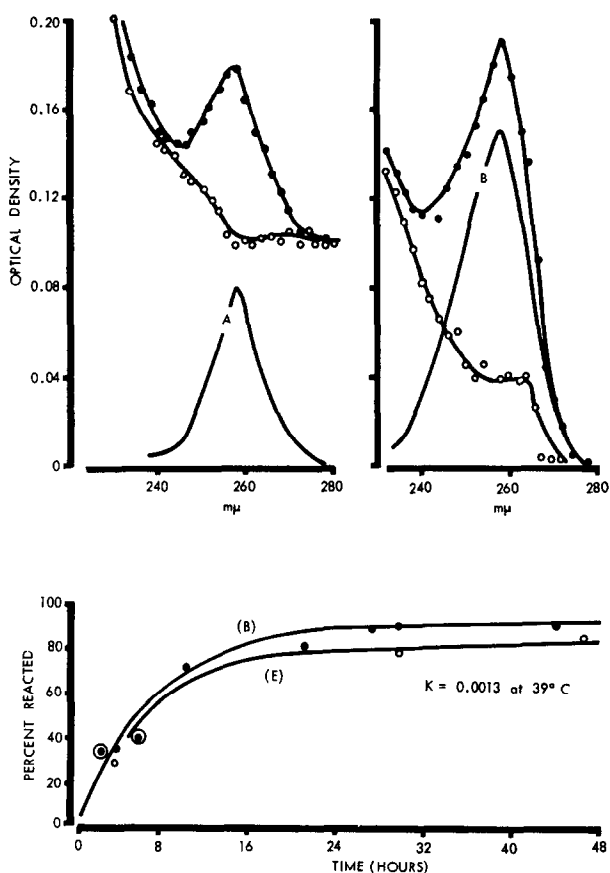 0.20
0.16
0.12
0.08
0.04
0
OPTICAL DENSITY
A
240 260 280
mμ
B
240 260 280
mμ
100
80
60
40
20
0
PERCENT REACTED
(B)
(E)
K = 0.0013 at 39° C
0 8 16 24 32 40 48
TIME (HOURS)